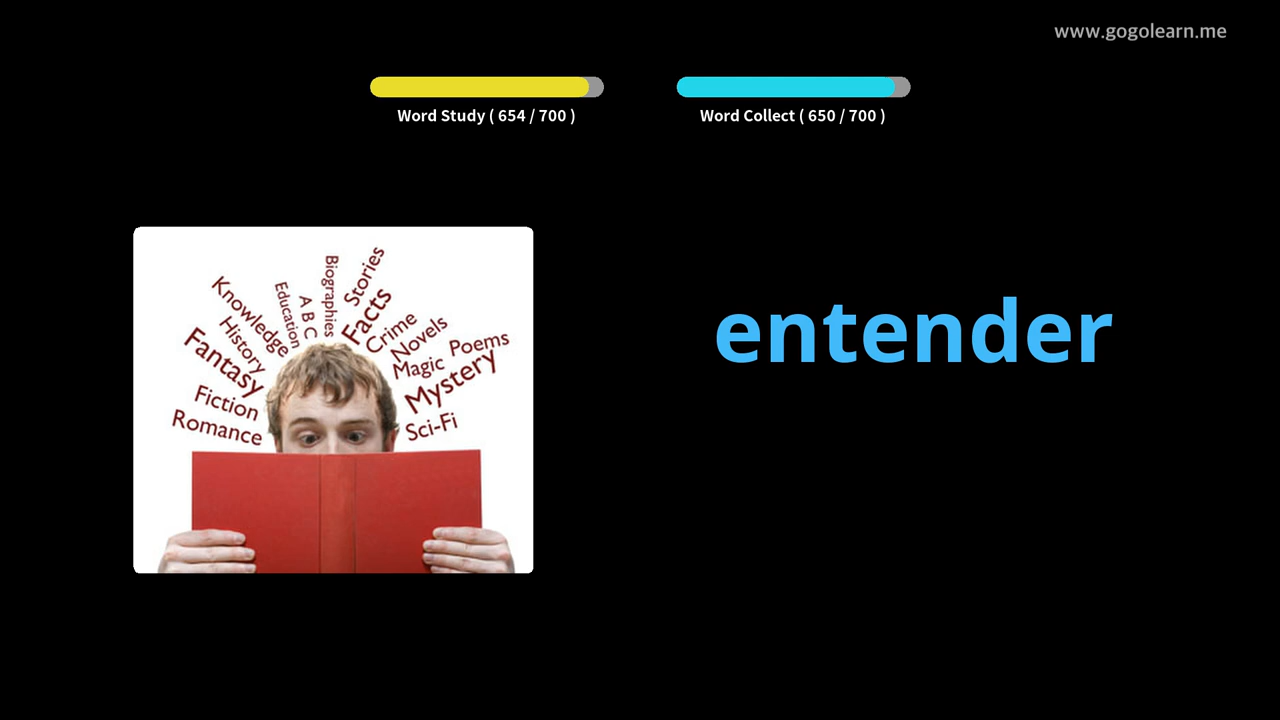 www.gogolearn.me
Word Study ( 654 / 700 )
Word Collect ( 650 / 700 )
Biographies
Stories
Education
A B C
Facts
Knowledge
History
Crime
Novels
Fantasy
Magic
Poems
Mystery
Fiction
Romance
Sci-Fi
entender